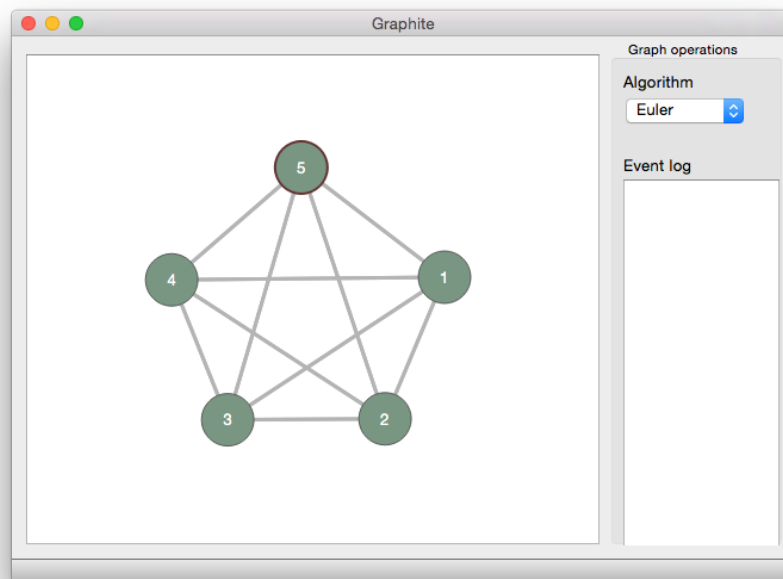 Graphite
Graph operations
Algorithm
Euler
Event log
5
4
1
3
2